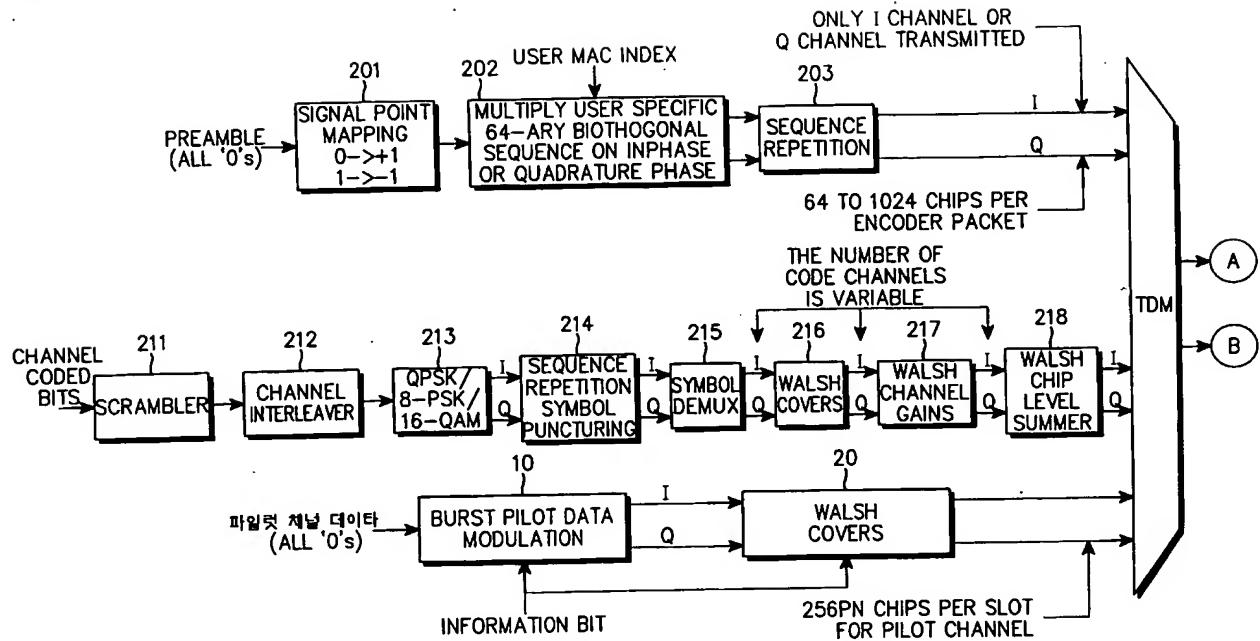 ONLY I CHANNEL OR
Q CHANNEL TRANSMITTED
USER MAC INDEX
201
202
203
PREAMBLE
(ALL '0's)
SIGNAL POINT
MAPPING
0->+1
1->-1
MULTIPLY USER SPECIFIC
64-ARY BIOTHOGONAL
SEQUENCE ON INPHASE
OR QUADRATURE PHASE
SEQUENCE
REPETITION
I
Q
64 TO 1024 CHIPS PER
ENCODER PACKET
THE NUMBER OF
CODE CHANNELS
IS VARIABLE
TDM
A
B
211
212
213
214
215
216
217
218
CHANNEL
CODED
BITS
SCRAMBLER
CHANNEL
INTERLEAVER
QPSK/
8-PSK/
16-QAM
I
Q
SEQUENCE
REPETITION
SYMBOL
PUNCTURING
I
Q
SYMBOL
DEMUX
I
Q
WALSH
COVERS
I
Q
WALSH
CHANNEL
GAINS
I
Q
WALSH
CHIP
LEVEL
SUMMER
I
Q
10
20
파일럿 채널 데이타
(ALL '0's)
BURST PILOT DATA
MODULATION
I
Q
WALSH
COVERS
INFORMATION BIT
256PN CHIPS PER SLOT
FOR PILOT CHANNEL